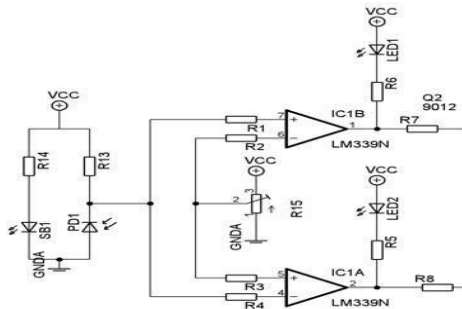 VCC
LED1
R6
Q2
9012
IC1B
R7
VCC
7
+
1
R1
6
R2
LM339N
R14
R13
VCC
VCC
3
2
R15
1
LED2
SB1
PD1
GNDA
GNDA
R5
IC1A
5
+
2
R8
R3
4
R4
LM339N